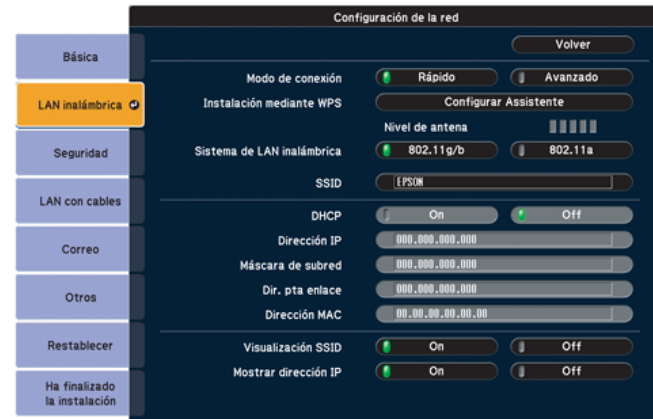 Configuración de la red
Volver
Básica
LAN inalámbrica
Seguridad
LAN con cables
Correo
Otros
Restablecer
Ha finalizado
la instalación
Modo de conexión Rápido Avanzado
Instalación mediante WPS Configurar Assistente
Nivel de antena
Sistema de LAN inalámbrica 802.11g/b 802.11a
SSID EPSON
DHCP On Off
Dirección IP 000.000.000.000
Máscara de subred 000.000.000.000
Dir. pta enlace 000.000.000.000
Dirección MAC 00.00.00.00.00.00
Visualización SSID On Off
Mostrar dirección IP On Off